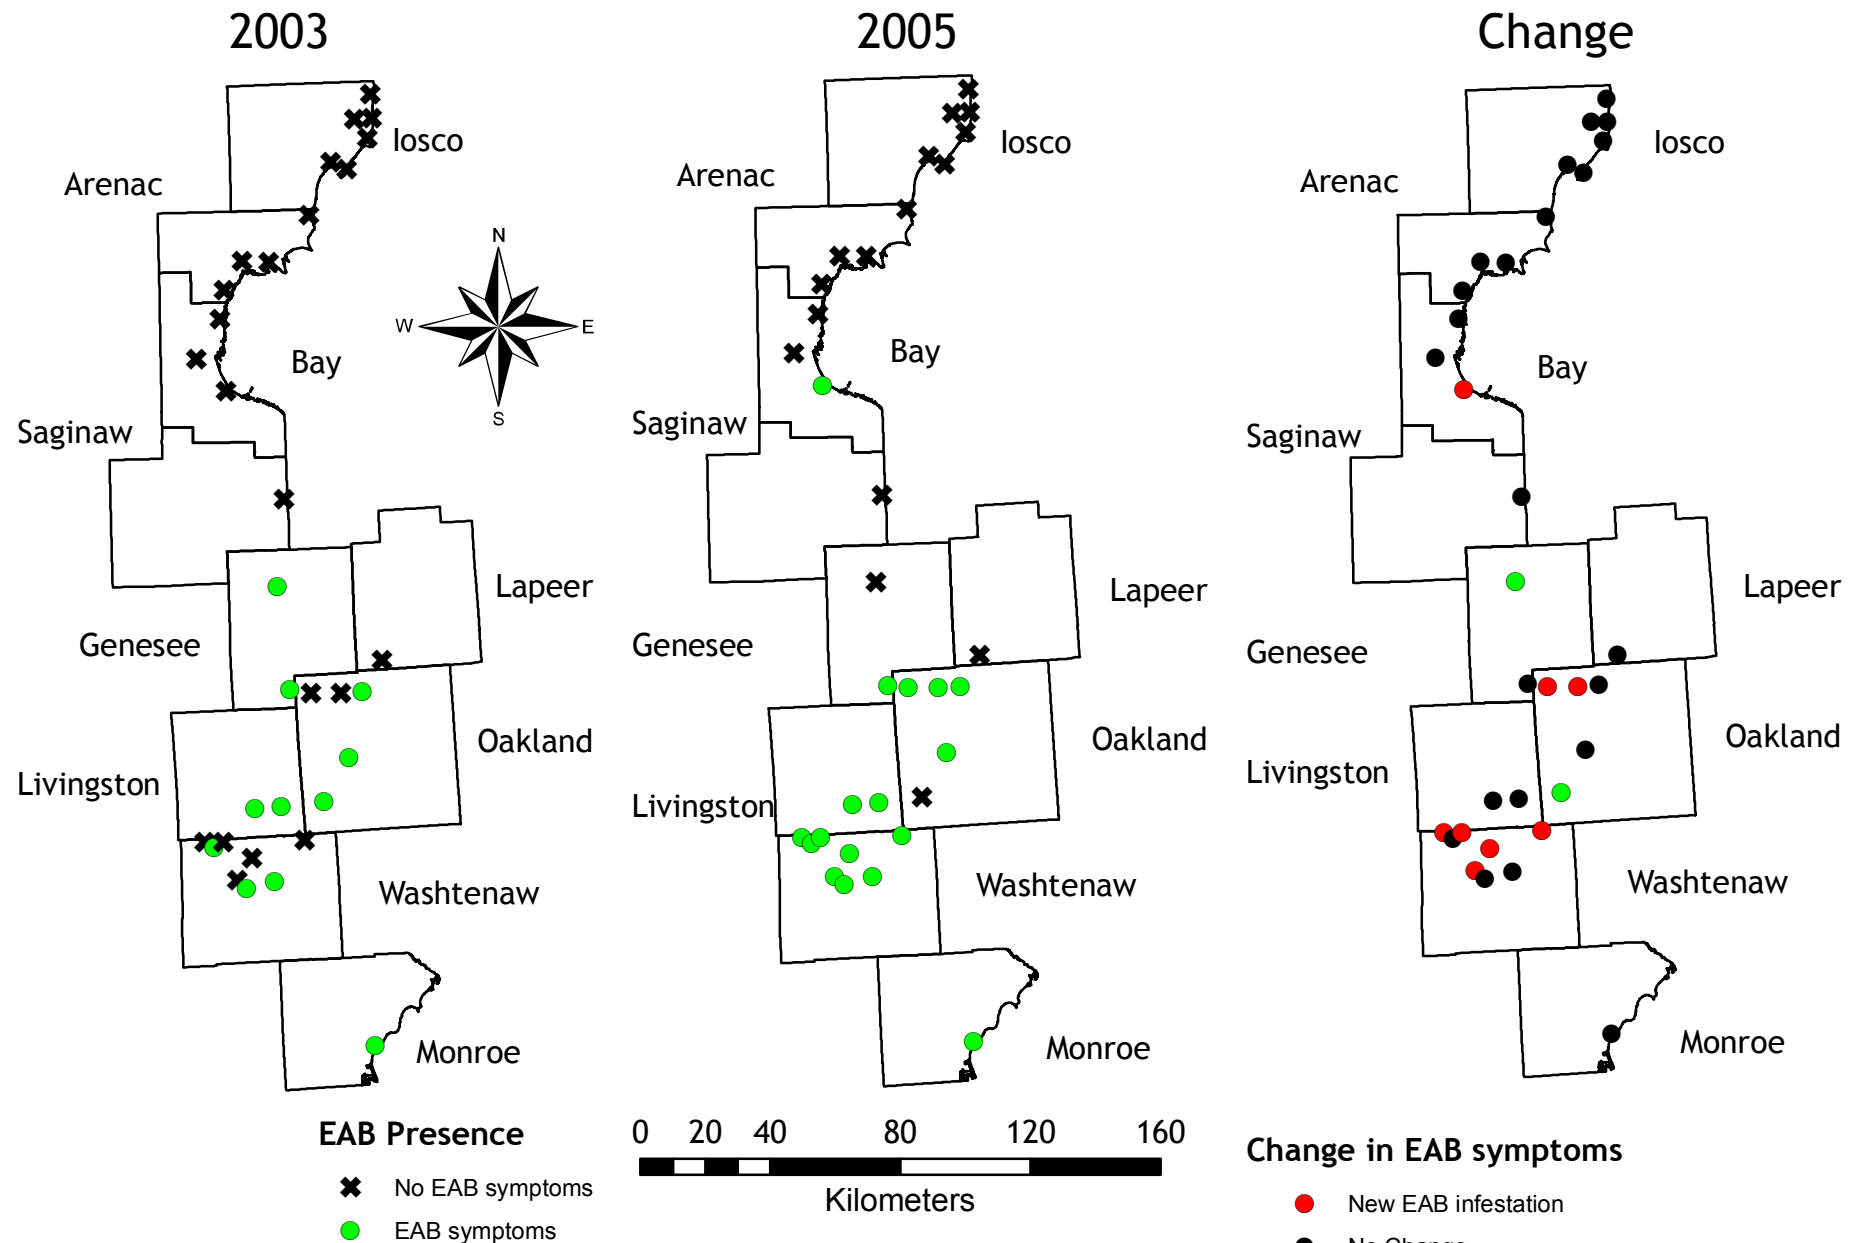 2003
2005
Change
Iosco
Arenac
Bay
Saginaw
Lapeer
Genesee
Oakland
Livingston
Washtenaw
Monroe
N
W
E
S
Iosco
Arenac
Bay
Saginaw
Lapeer
Genesee
Oakland
Livingston
Washtenaw
Monroe
Iosco
Arenac
Bay
Saginaw
Lapeer
Genesee
Oakland
Livingston
Washtenaw
Monroe
EAB Presence
No EAB symptoms
EAB symptoms
0 20 40 80 120 160
Kilometers
Change in EAB symptoms
New EAB infestation
No Change